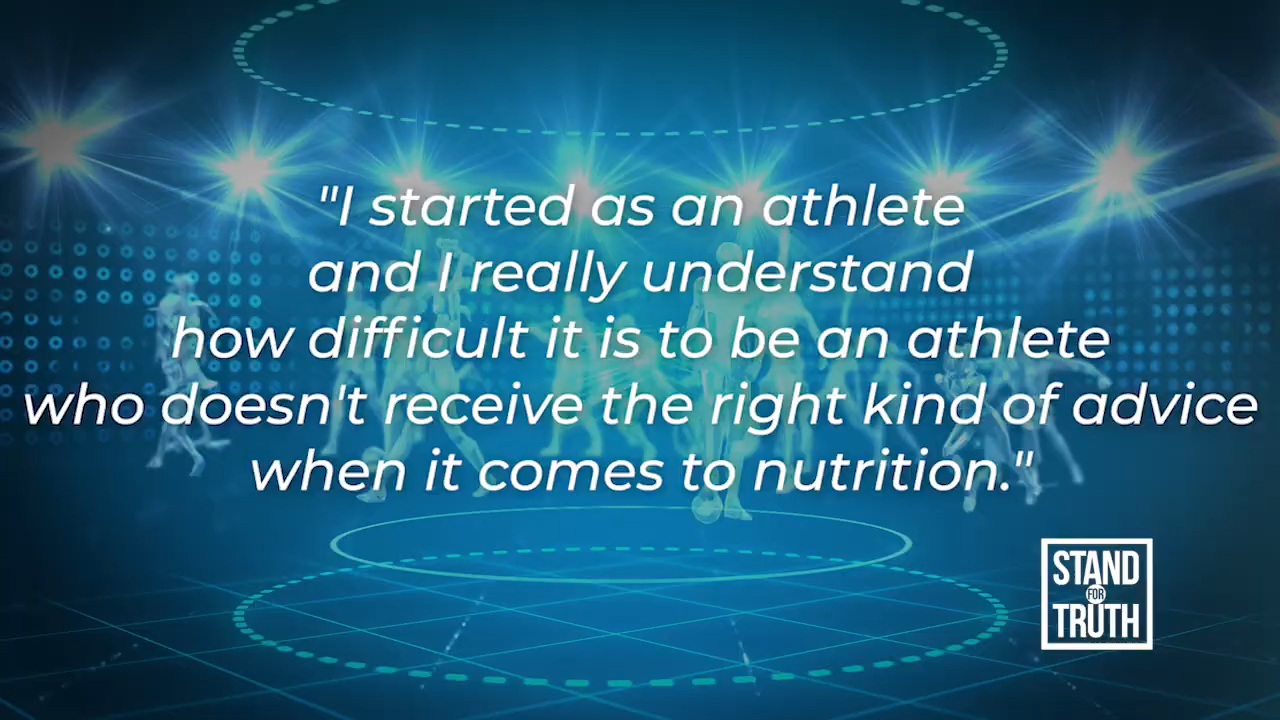 "I started as an athlete
and I really understand
how difficult it is to be an athlete
who doesn't receive the right kind of advice
when it comes to nutrition."
STAND
FOR
TRUTH